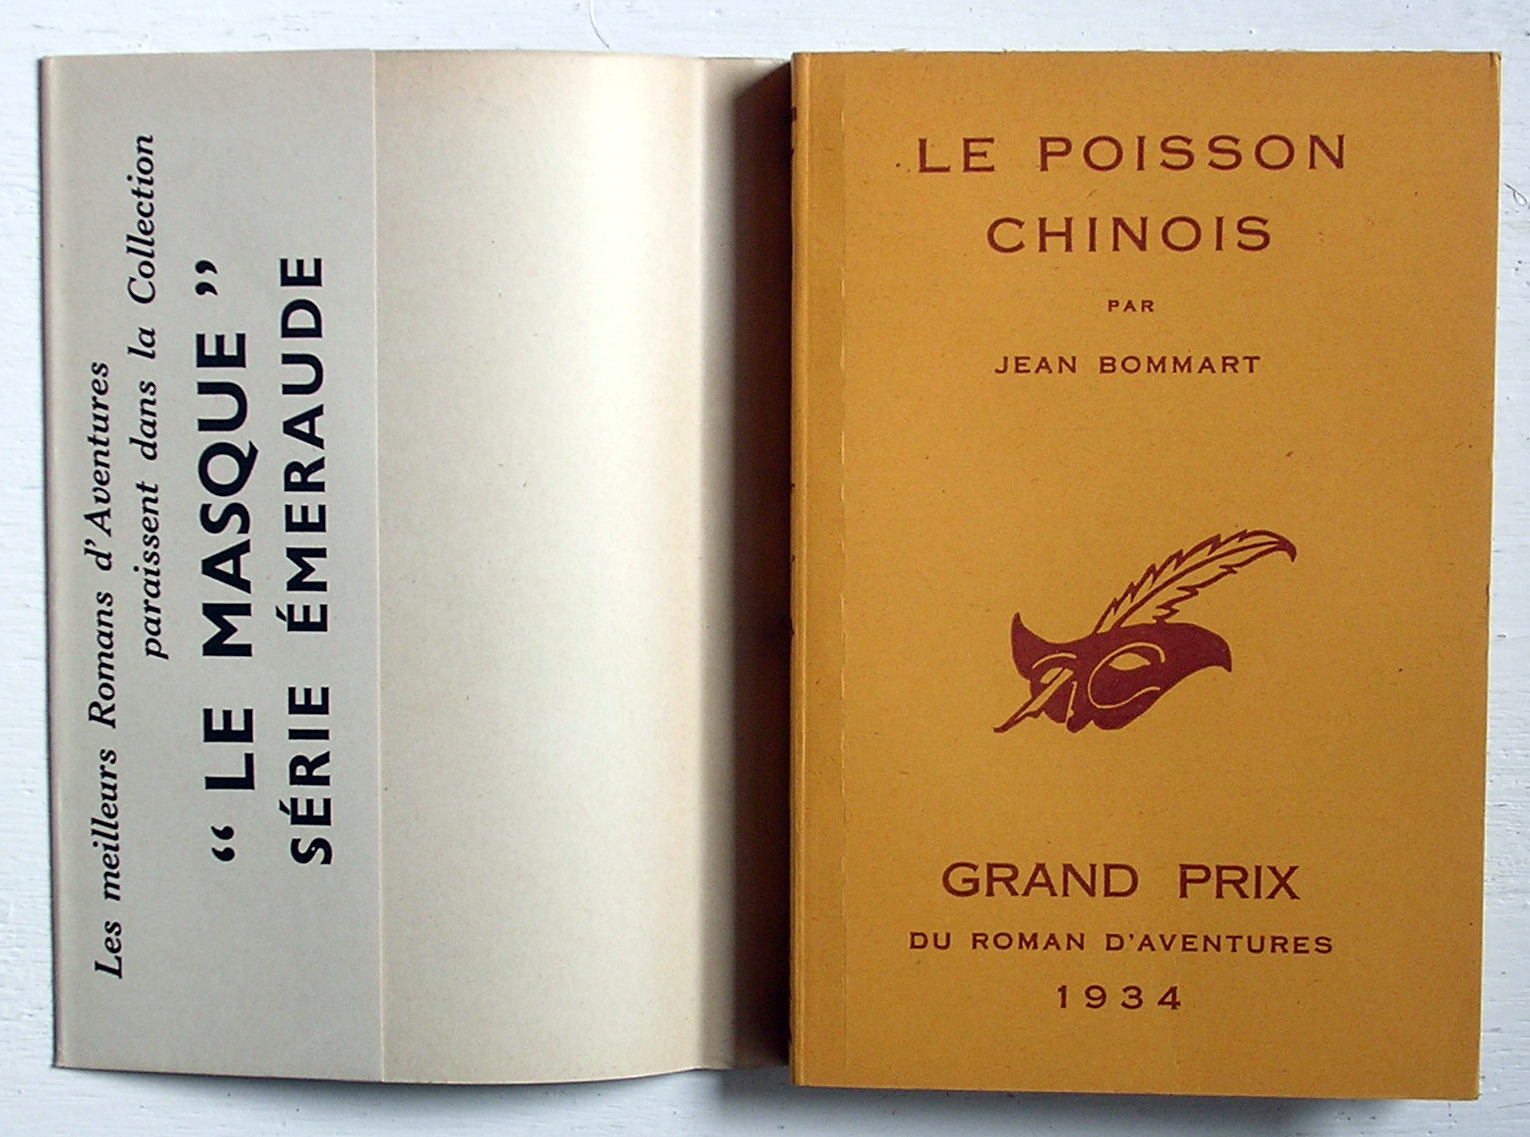 Les meilleurs Romans d'Aventures
paraissent dans la Collection
“ LE MASQUE ”
SÉRIE ÉMERAUDE
LE POISSON
CHINOIS
PAR
JEAN BOMMART
GRAND PRIX
DU ROMAN D'AVENTURES
1934